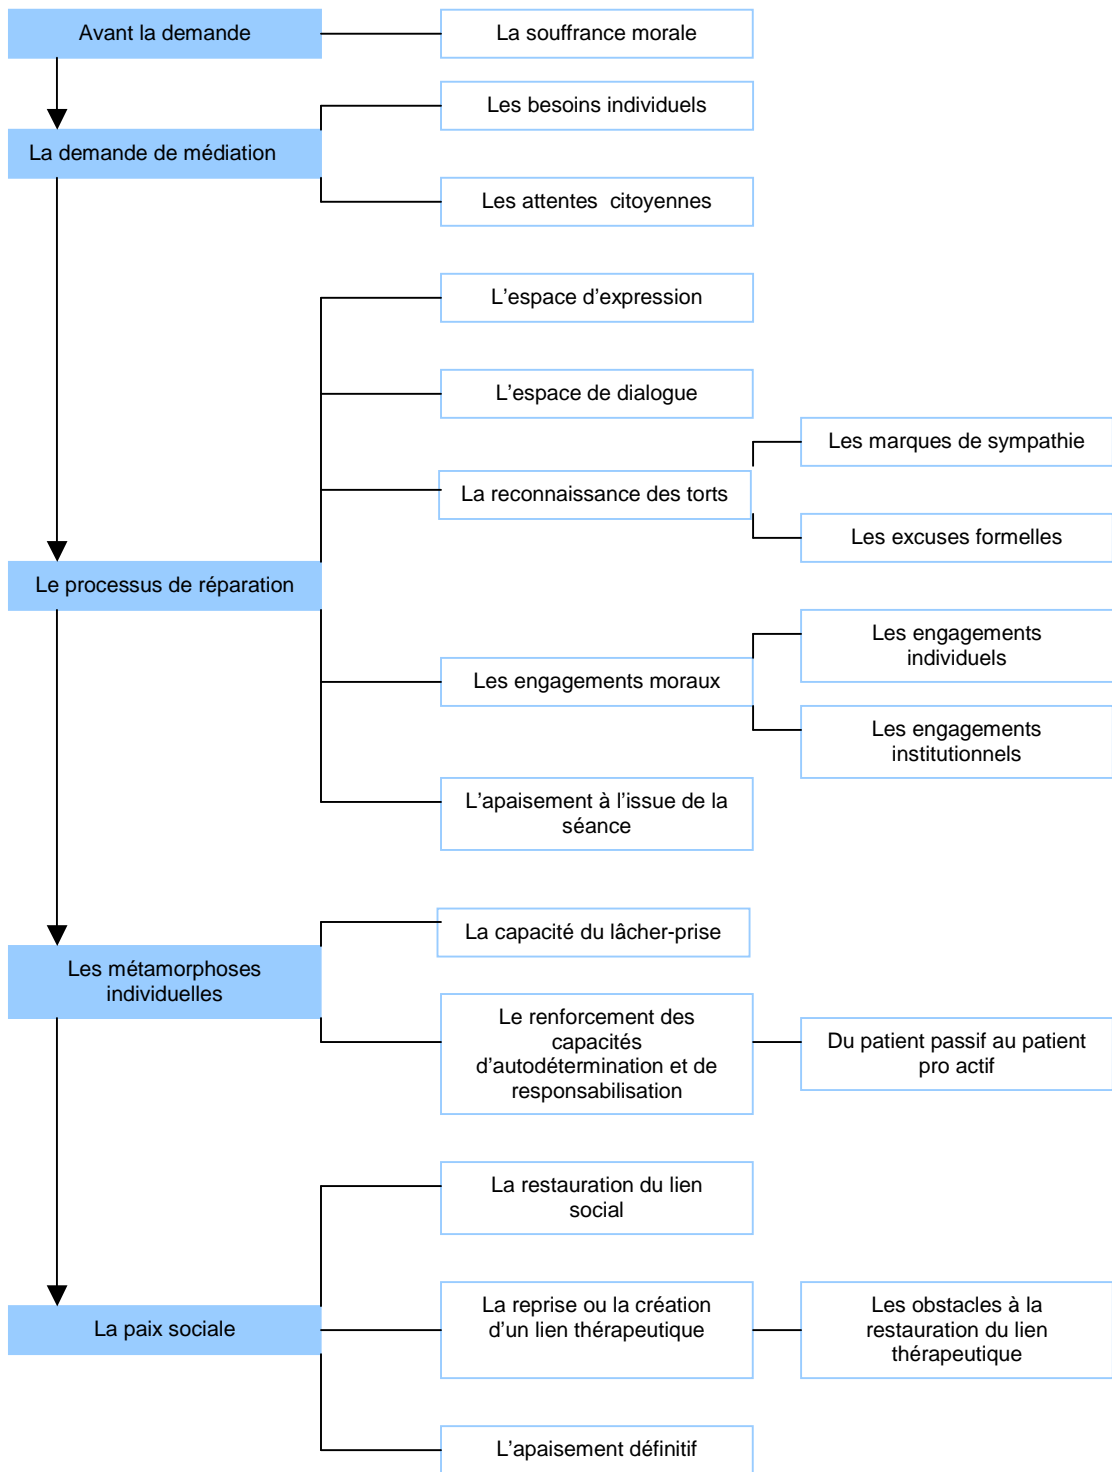 Avant la demande
La souffrance morale
Les besoins individuels
La demande de médiation
Les attentes  citoyennes
L'espace d'expression
L'espace de dialogue
Les marques de sympathie
La reconnaissance des torts
Les excuses formelles
Le processus de réparation
Les engagements
individuels
Les engagements moraux
Les engagements
institutionnels
L'apaisement à l'issue de la
séance
La capacité du lâcher-prise
Les métamorphoses
individuelles
Le renforcement des
capacités
d'autodétermination et de
responsabilisation
Du patient passif au patient
pro actif
La restauration du lien
social
La paix sociale
La reprise ou la création
d'un lien thérapeutique
Les obstacles à la
restauration du lien
thérapeutique
L'apaisement définitif